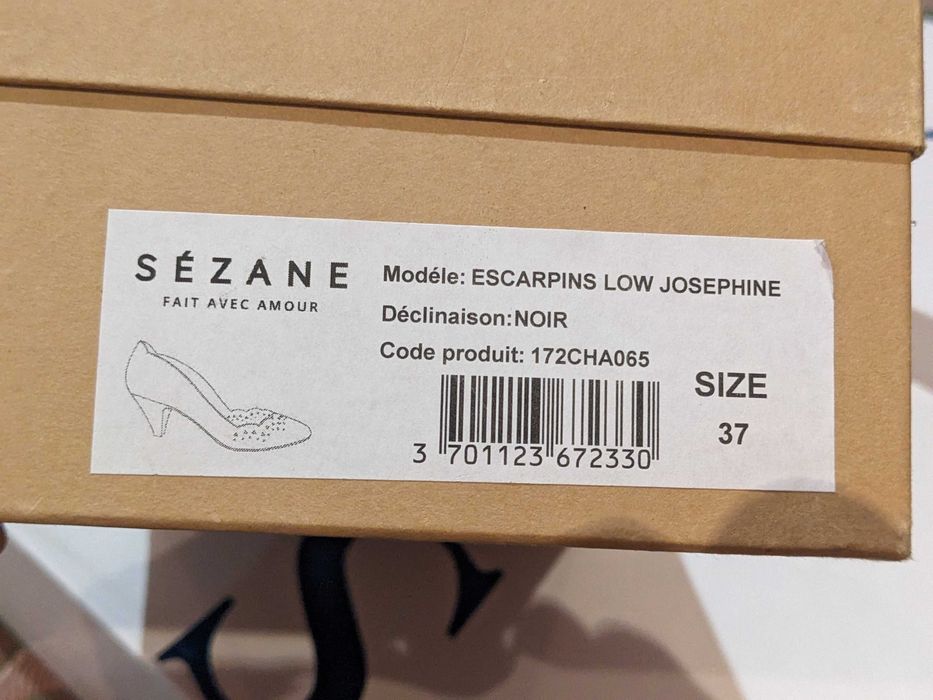 SÉZANE
FAIT AVEC AMOUR
Modéle: ESCARPINS LOW JOSEPHINE
Déclinaison:NOIR
Code produit: 172CHA065
SIZE
37
3 701123 672330
S